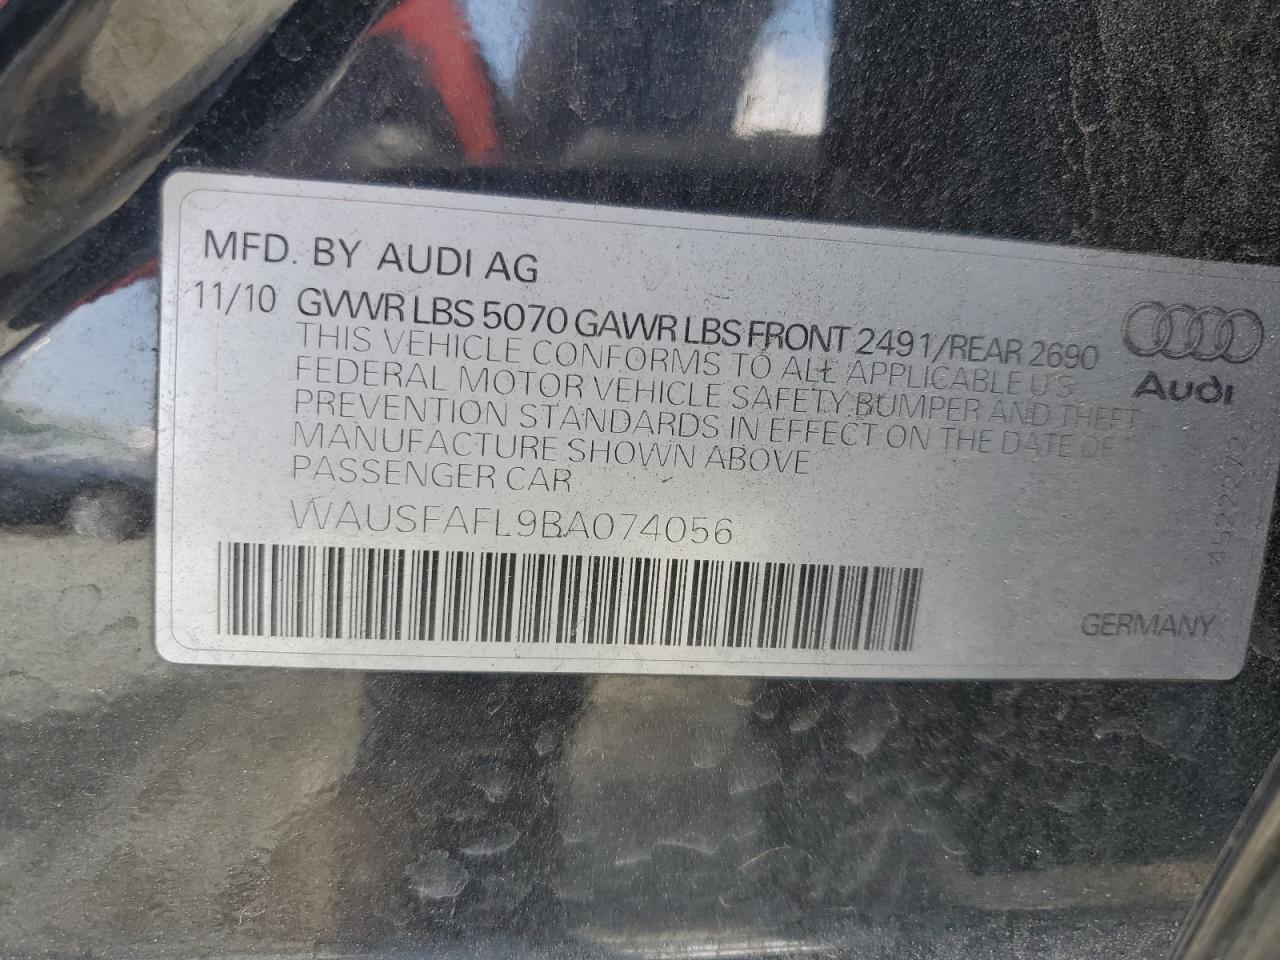 MFD. BY AUDI AG
11/10 GVWR LBS 5070 GAWR LBS FRONT 2491/REAR 2690
THIS VEHICLE CONFORMS TO ALL APPLICABLE U S
FEDERAL MOTOR VEHICLE SAFETY BUMPER AND THEFT
PREVENTION STANDARDS IN EFFECT ON THE DATE OF
MANUFACTURE SHOWN ABOVE
PASSENGER CAR
WAUSFAFL9BA074056
Audi
GERMANY